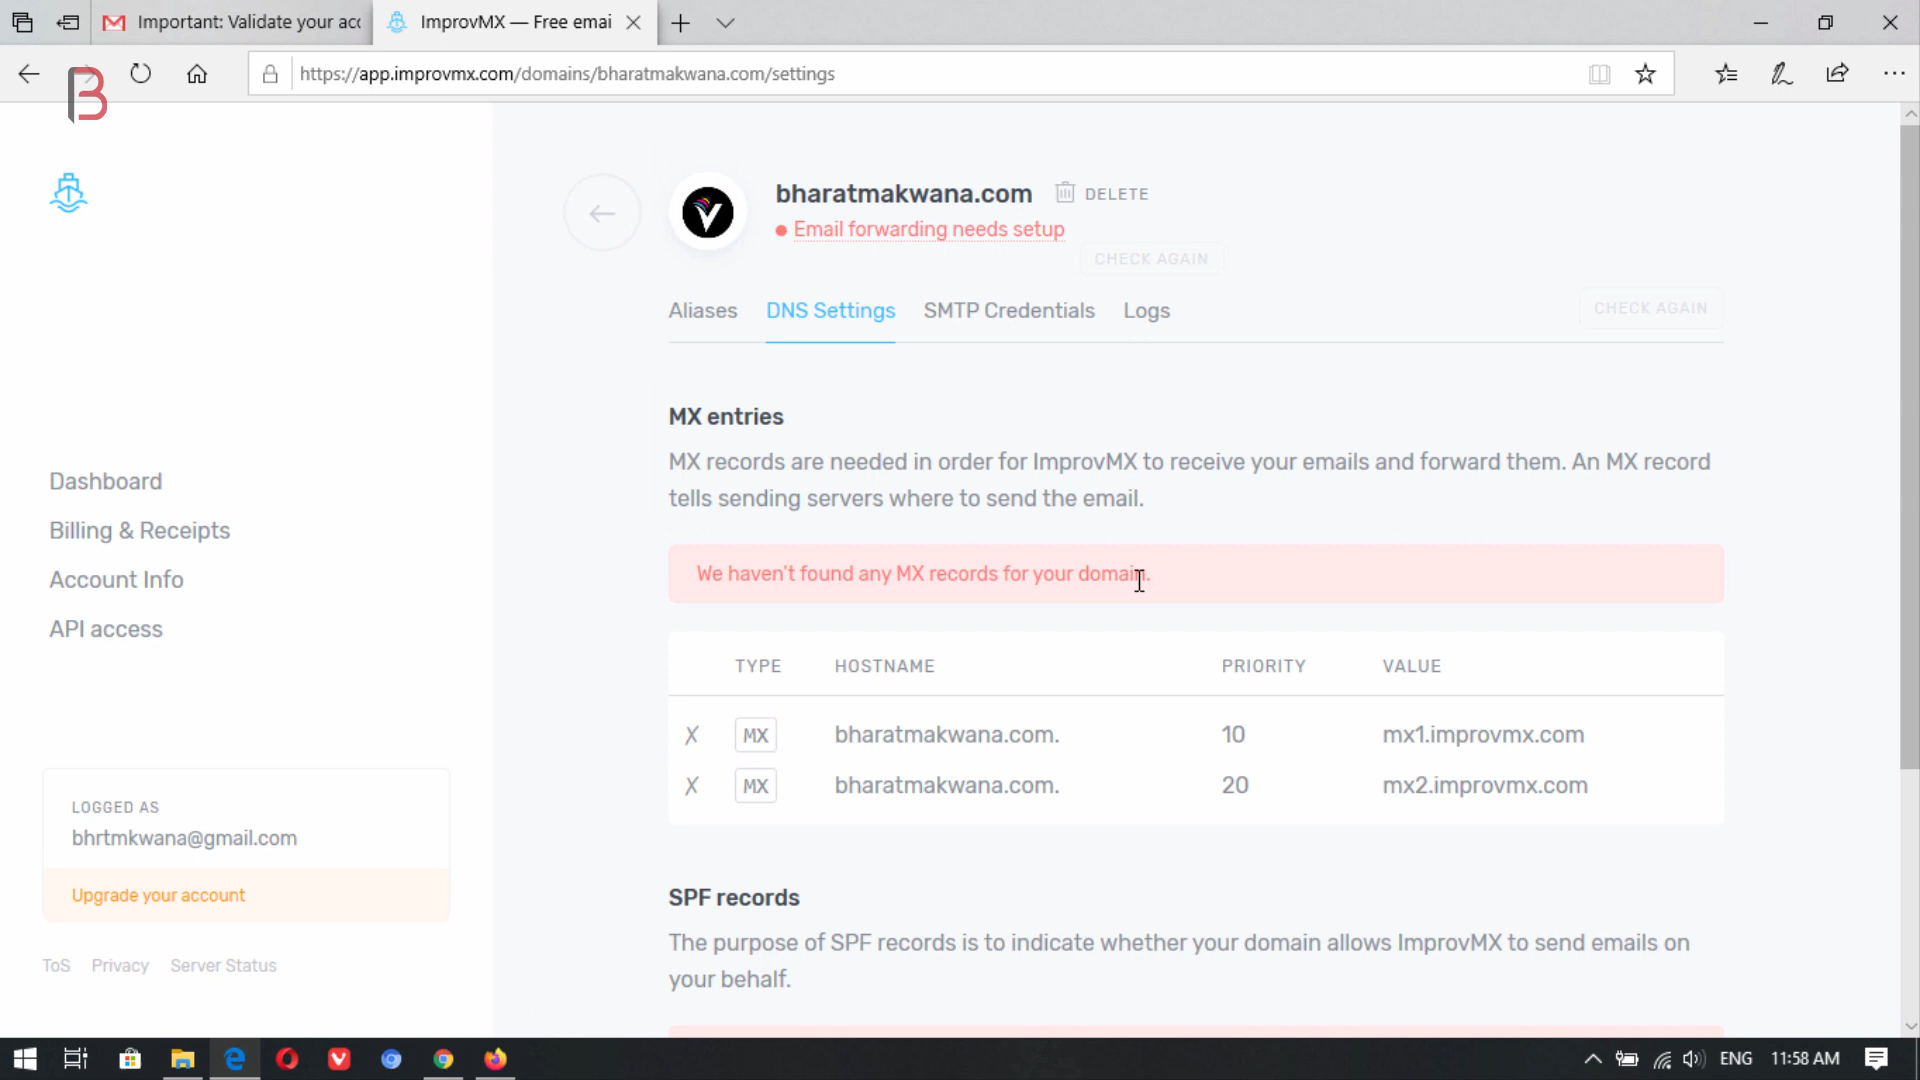 Important: Validate your acc
ImprovMX — Free emai
https://app.improvmx.com/domains/bharatmakwana.com/settings
B
bharatmakwana.com
DELETE
Email forwarding needs setup
CHECK AGAIN
Aliases
DNS Settings
SMTP Credentials
Logs
CHECK AGAIN
MX entries
MX records are needed in order for ImprovMX to receive your emails and forward them. An MX record
tells sending servers where to send the email.
We haven't found any MX records for your domain.
TYPE HOSTNAME PRIORITY VALUE
X MX bharatmakwana.com. 10 mx1.improvmx.com
X MX bharatmakwana.com. 20 mx2.improvmx.com
SPF records
The purpose of SPF records is to indicate whether your domain allows ImprovMX to send emails on
your behalf.
Dashboard
Billing & Receipts
Account Info
API access
LOGGED AS
bhrtmkwana@gmail.com
Upgrade your account
ToS Privacy Server Status
ENG 11:58 AM